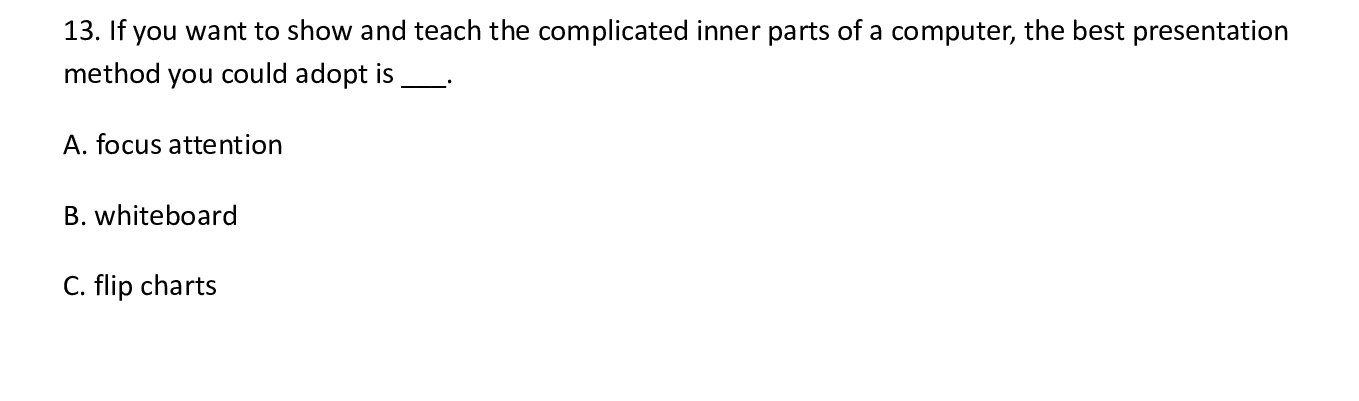 13. If you want to show and teach the complicated inner parts of a computer, the best presentation
method you could adopt is ___.
A. focus attention
B. whiteboard
C. flip charts